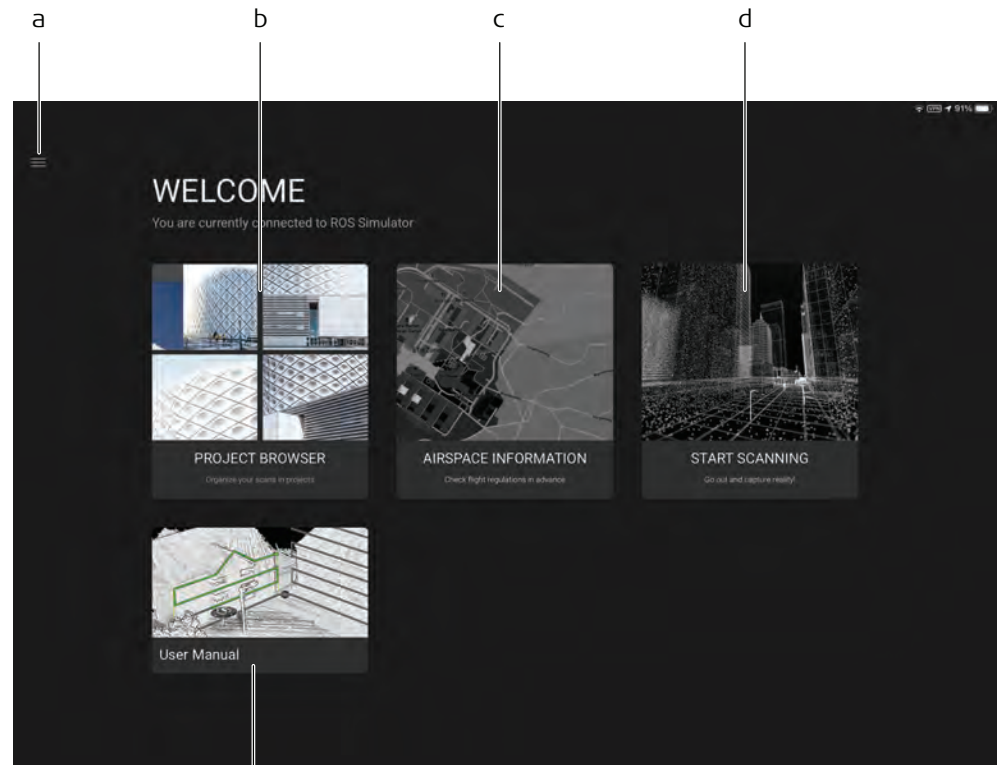 a b c d
VPN 91%
WELCOME
You are currently connected to ROS Simulator
PROJECT BROWSER
Organize your scans in projects
AIRSPACE INFORMATION
Check flight regulations in advance
START SCANNING
Go out and capture reality!
User Manual